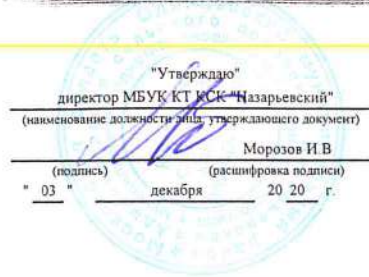 "Утверждаю"
директор МБУК КТ КСК "Назарьевский"
(наименование должности лица, утверждающего документ)
Морозов И.В
(подпись) (расшифровка подписи)
" 03 " декабря 20 20 г.